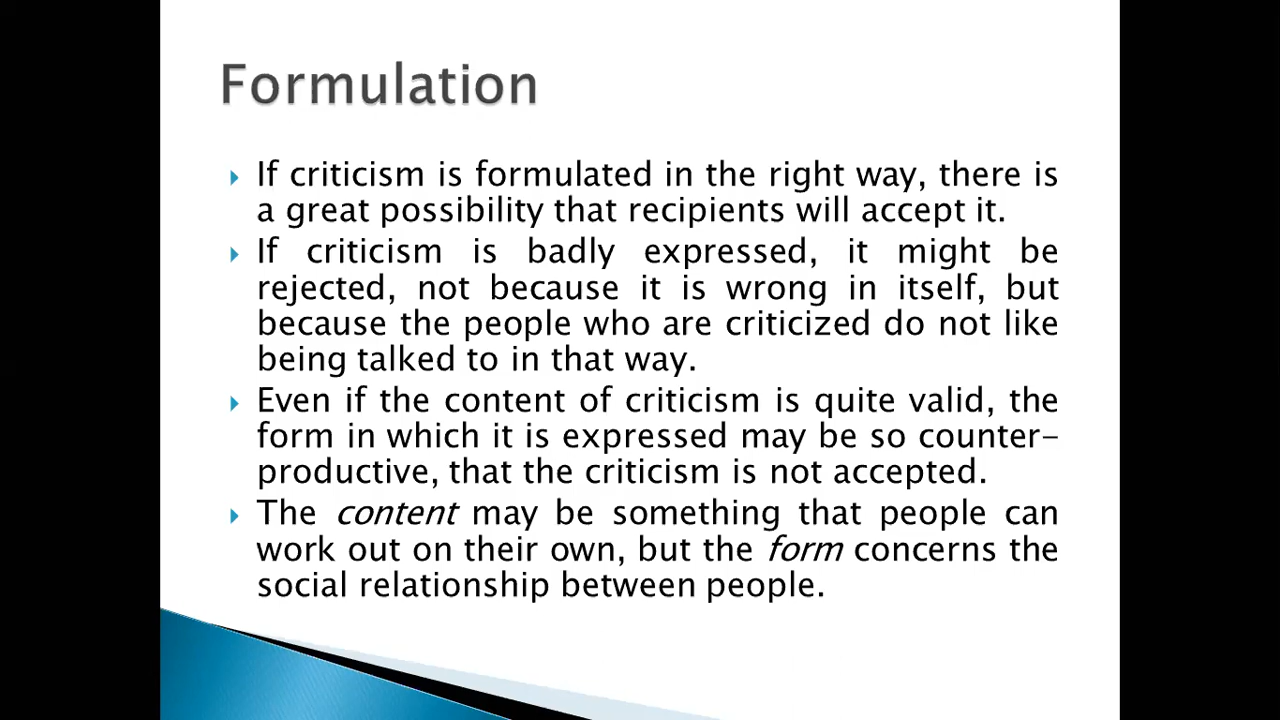 Formulation
If criticism is formulated in the right way, there is
a great possibility that recipients will accept it.
If criticism is badly expressed, it might be
rejected, not because it is wrong in itself, but
because the people who are criticized do not like
being talked to in that way.
Even if the content of criticism is quite valid, the
form in which it is expressed may be so counter-
productive, that the criticism is not accepted.
The content may be something that people can
work out on their own, but the form concerns the
social relationship between people.